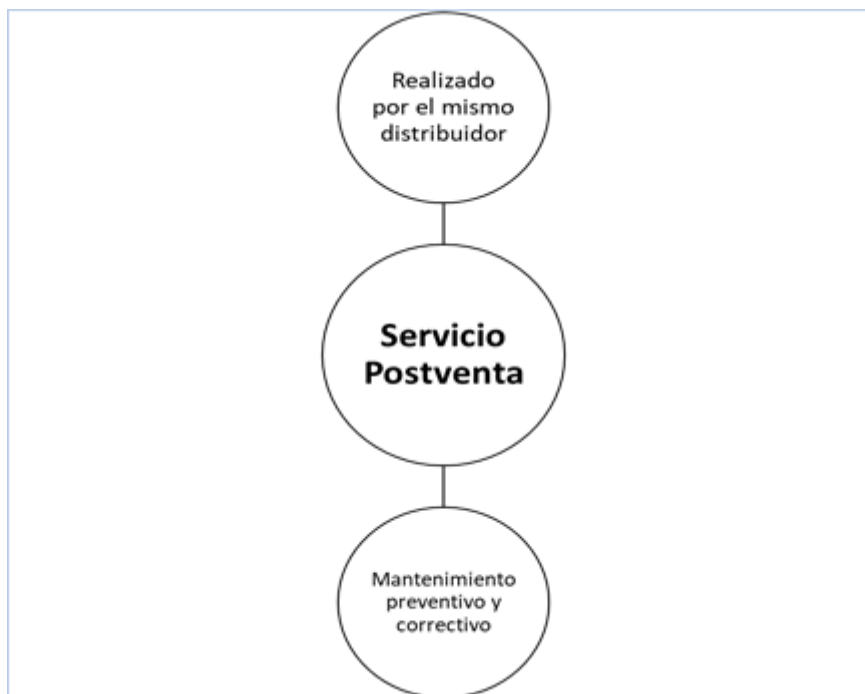 Realizado
por el mismo
distribuidor
Servicio
Postventa
Mantenimiento
preventivo y
correctivo